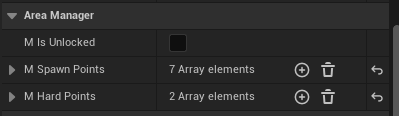 Area Manager
M Is Unlocked
M Spawn Points 7 Array elements
M Hard Points 2 Array elements